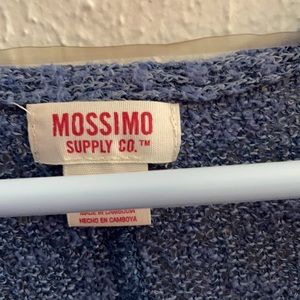 MOSSIMO
SUPPLY CO.™
MADE IN CAMBODIA
HECHO EN CAMBOYA